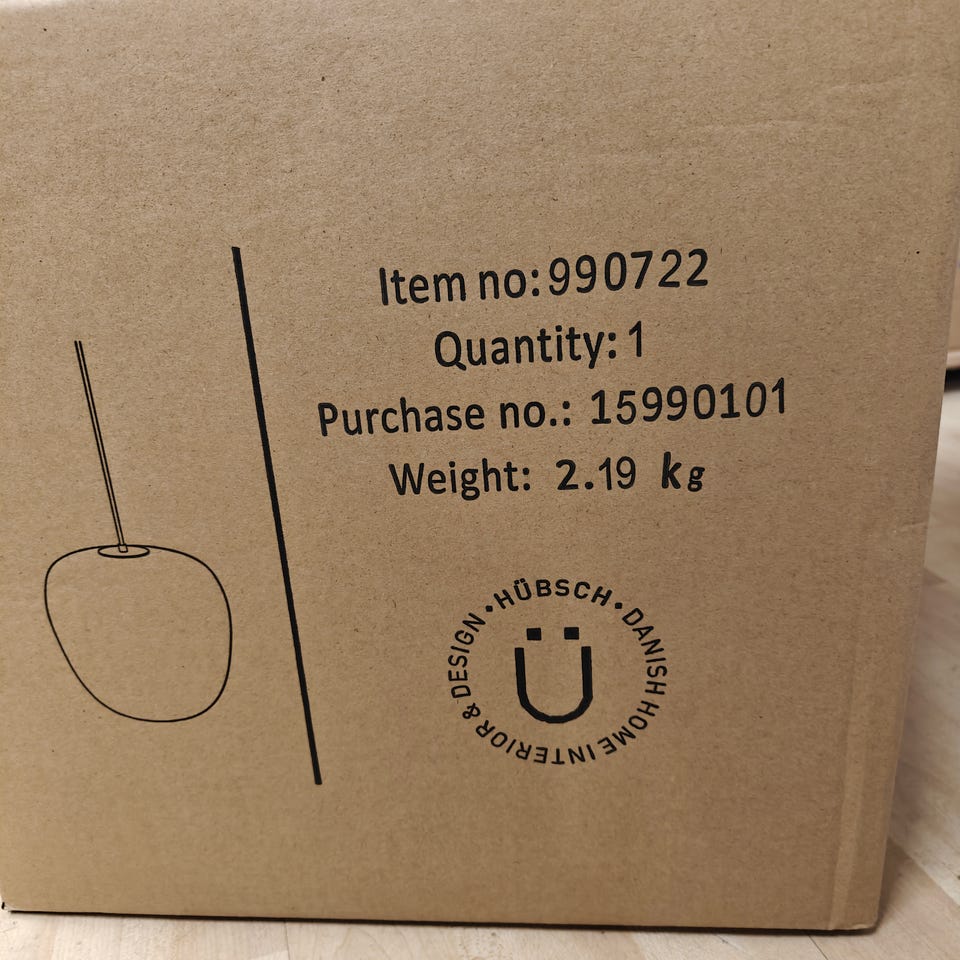 Item no:990722
Quantity: 1
Purchase no.: 15990101
Weight: 2.19 kg
• HÜBSCH • DANISH HOME INTERIOR & DESIGN
Ü